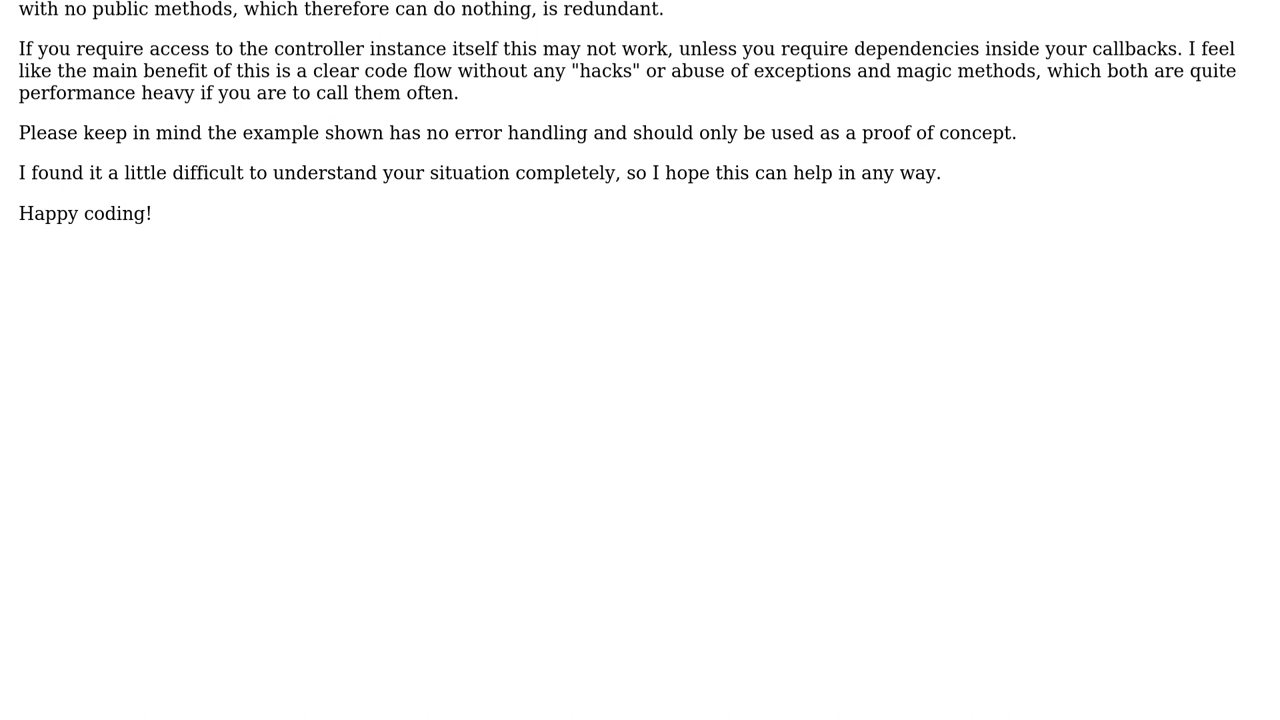 with no public methods, which therefore can do nothing, is redundant.
If you require access to the controller instance itself this may not work, unless you require dependencies inside your callbacks. I feel
like the main benefit of this is a clear code flow without any "hacks" or abuse of exceptions and magic methods, which both are quite
performance heavy if you are to call them often.
Please keep in mind the example shown has no error handling and should only be used as a proof of concept.
I found it a little difficult to understand your situation completely, so I hope this can help in any way.
Happy coding!